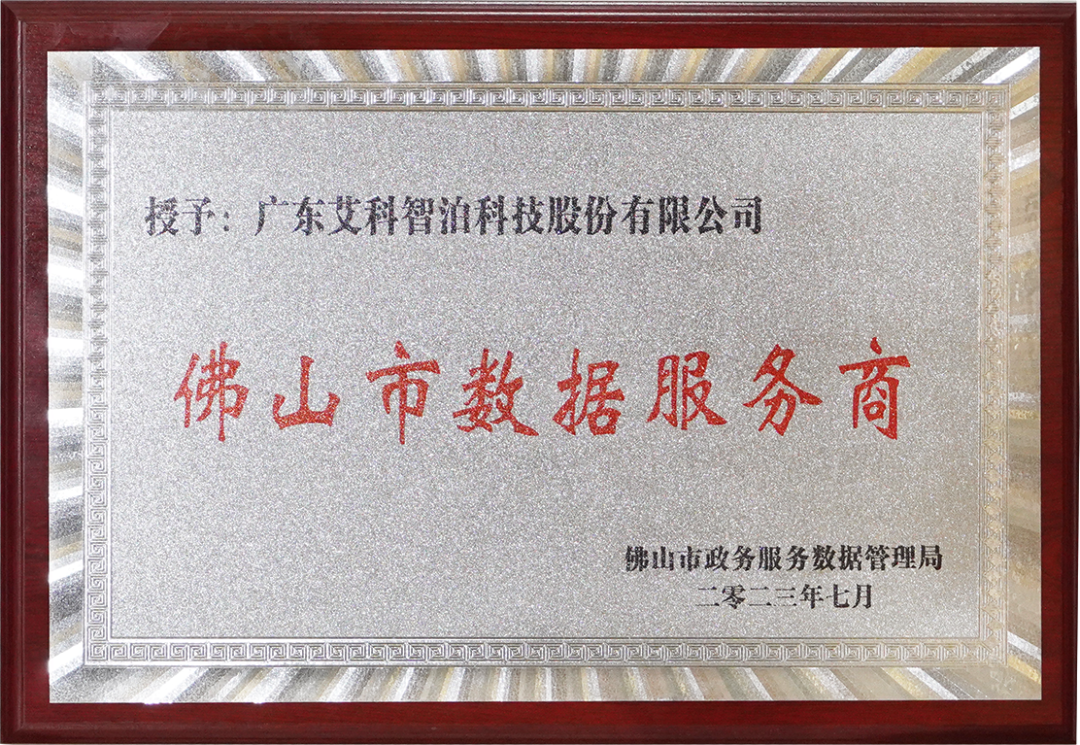 授予：广东艾科智泊科技股份有限公司
佛山市数据服务商
佛山市政务服务数据管理局
二零二三年七月